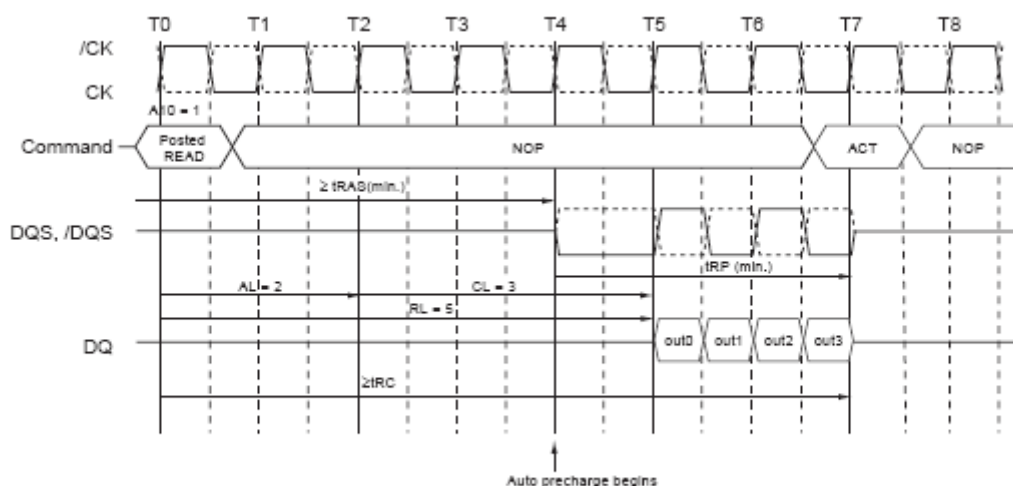 T0 T1 T2 T3 T4 T5 T6 T7 T8
/CK
CK
A10 = 1
Command
Posted
READ
NOP
ACT
NOP
≥ tRAS(min.)
DQS, /DQS
tRP (min.)
AL = 2
CL = 3
RL = 5
DQ
out0 out1 out2 out3
≥tRC
Auto precharge begins